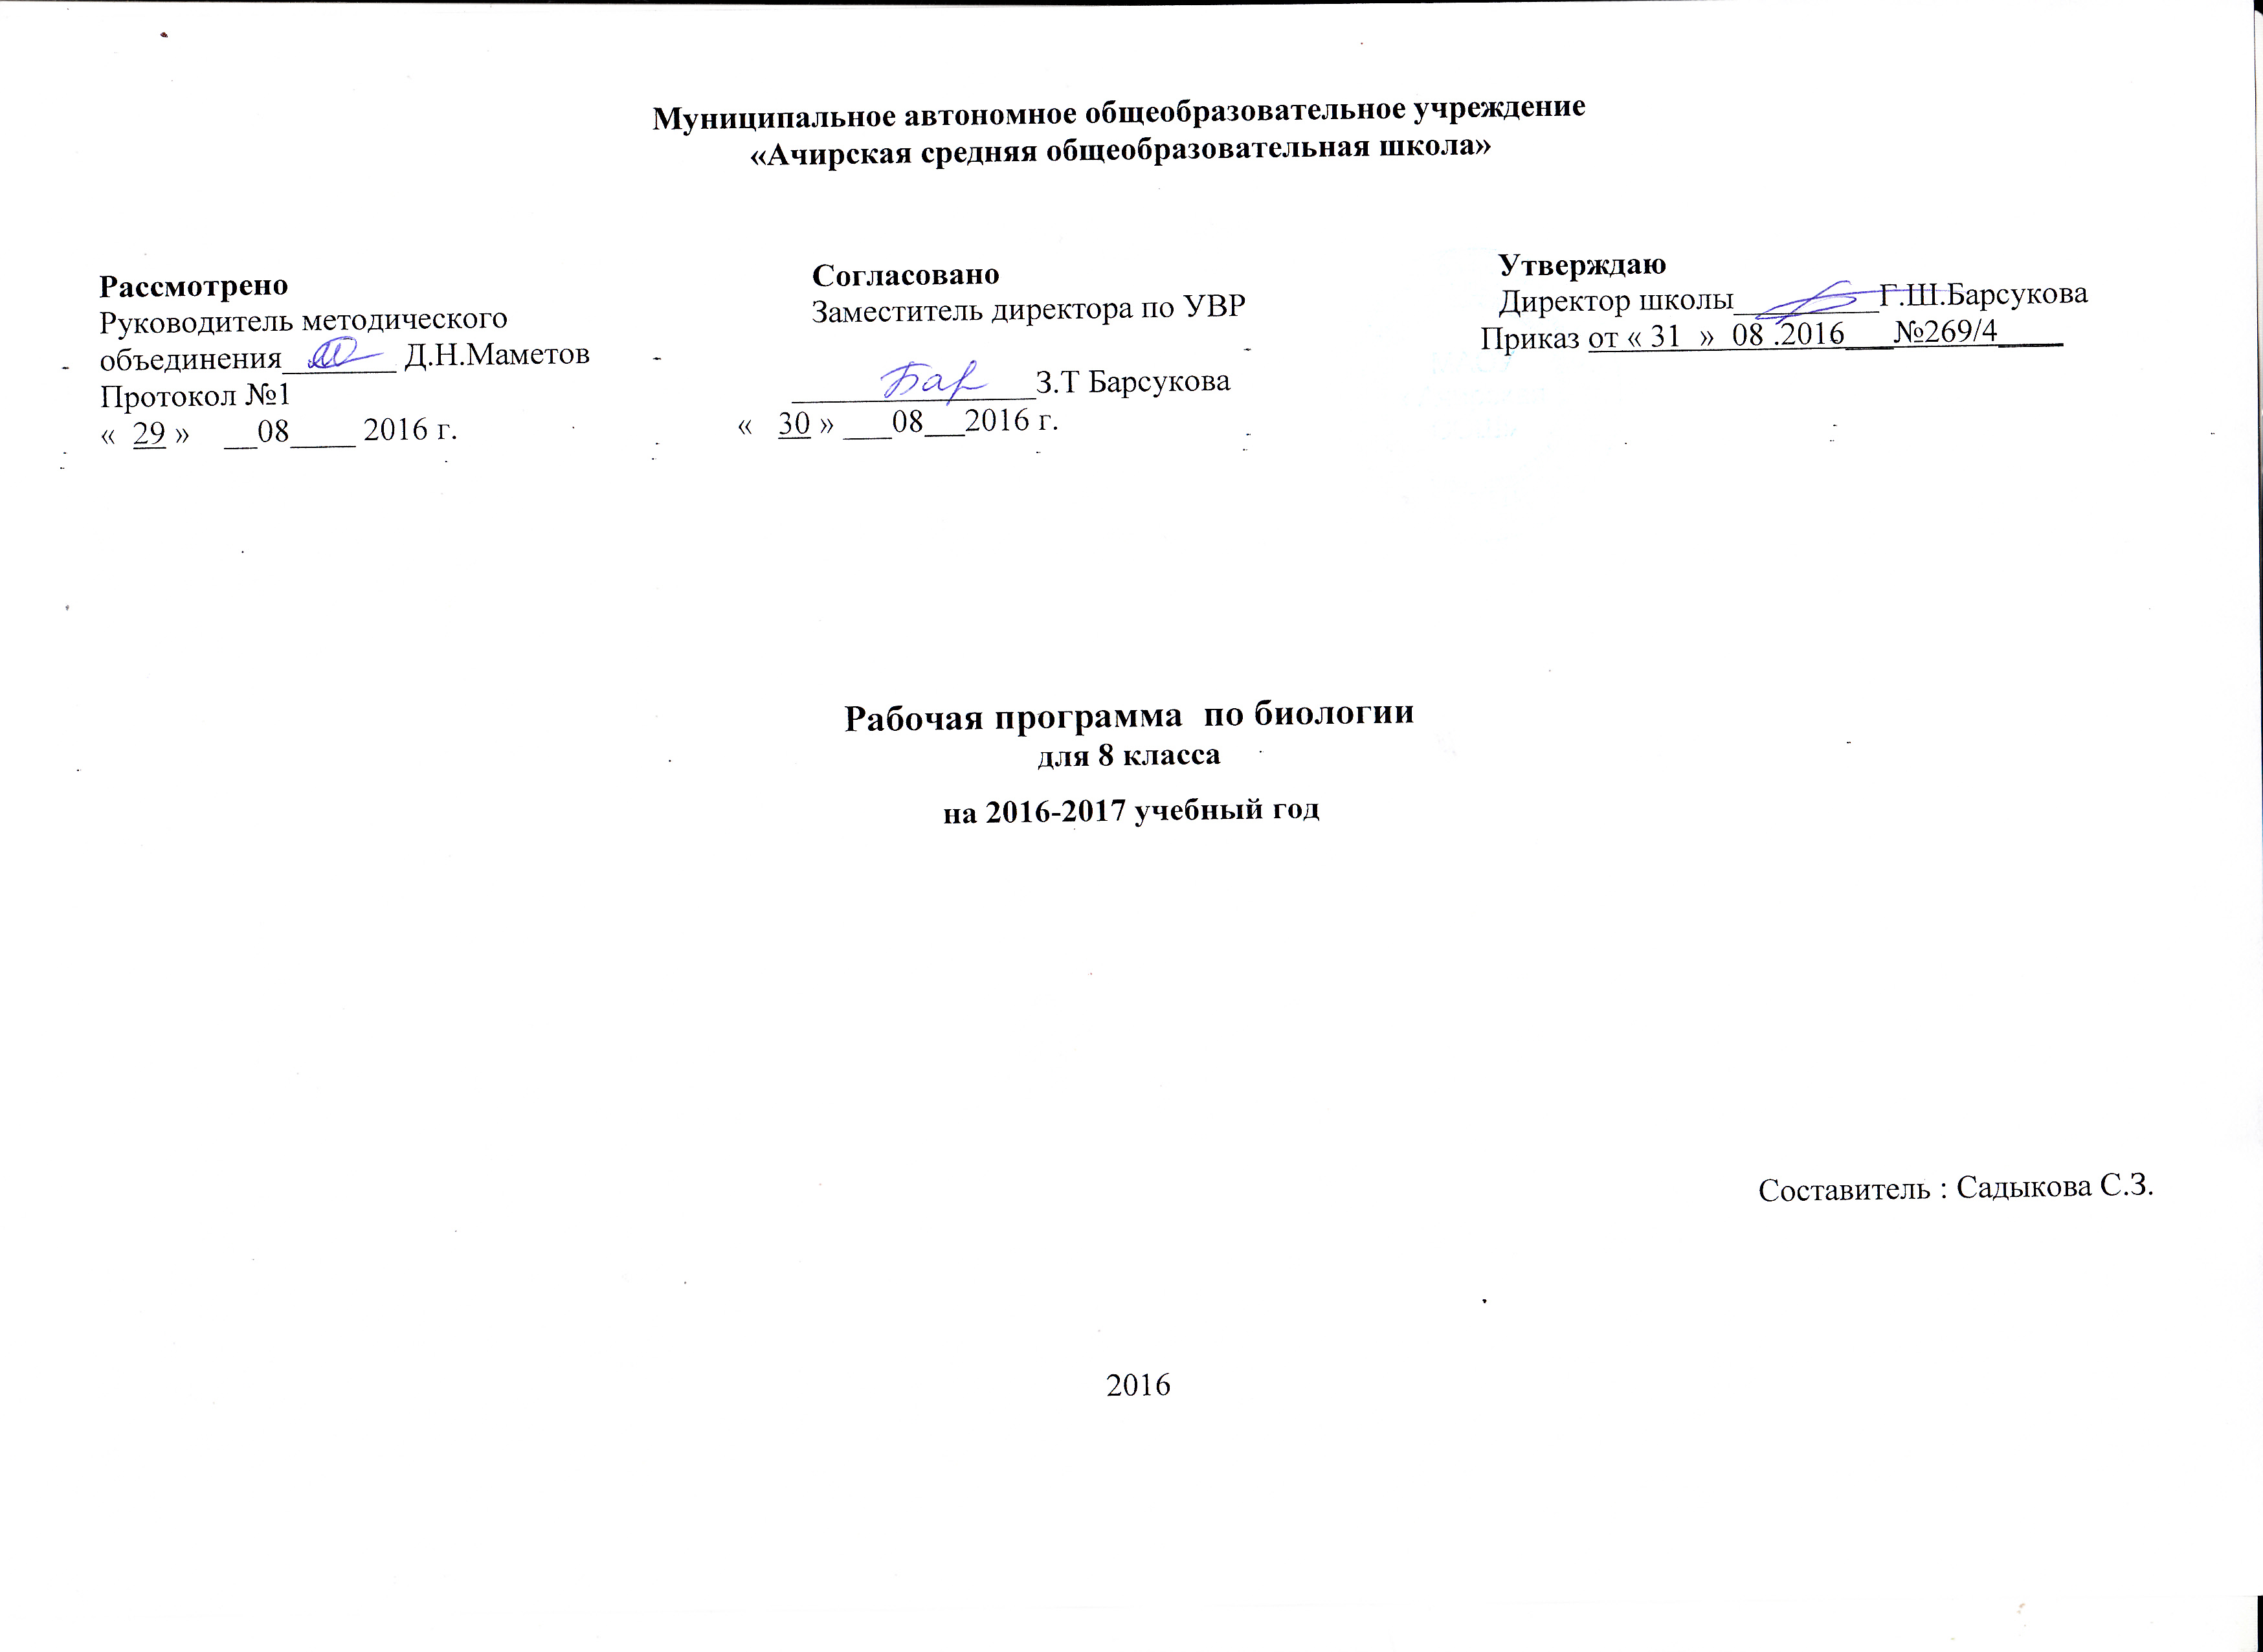 Муниципальное автономное общеобразовательное учреждение
«Ачирская средняя общеобразовательная школа»
Рассмотрено
Руководитель методического
объединения_______ Д.Н.Маметов
Протокол №1
« 29 » __08____ 2016 г.
Согласовано
Заместитель директора по УВР
Бар
_______________З.Т Барсукова
« 30 » ___08___2016 г.
Утверждаю
Директор школы_________Г.Ш.Барсукова
Приказ от « 31 » 08 .2016___№269/4____
Рабочая программа по биологии
для 8 класса
на 2016-2017 учебный год
Составитель : Садыкова С.З.
2016